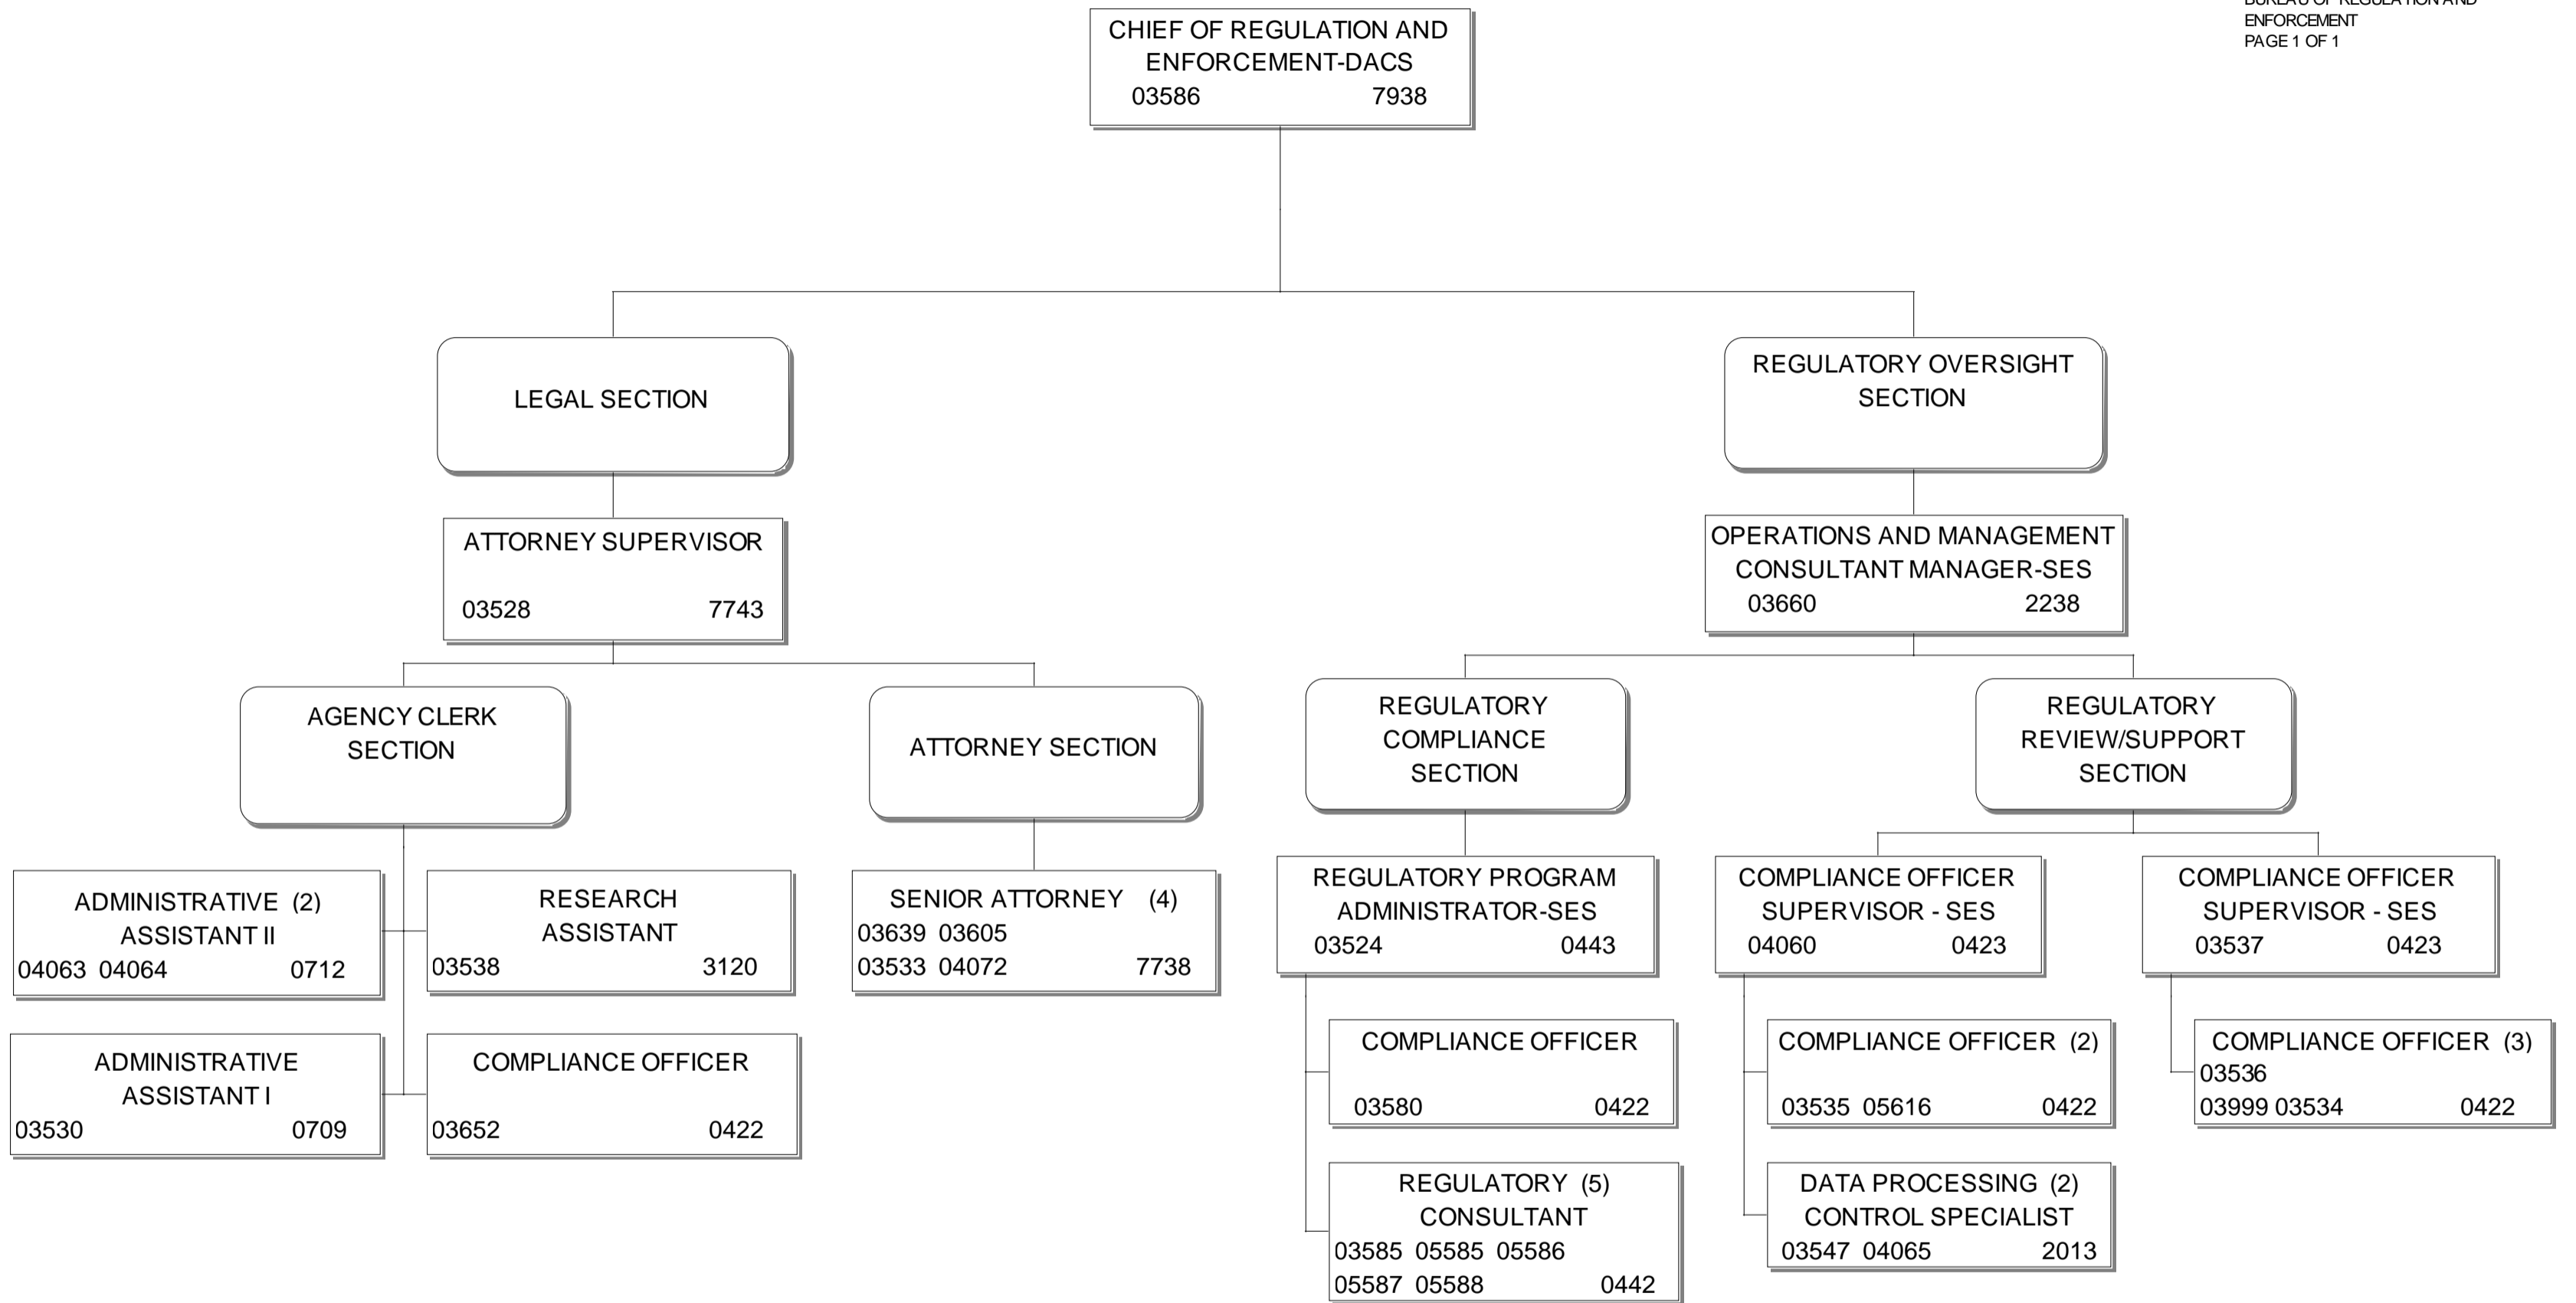 BUREAU OF REGULATION AND
ENFORCEMENT
PAGE 1 OF 1
CHIEF OF REGULATION AND
ENFORCEMENT-DACS
03586 7938
LEGAL SECTION
REGULATORY OVERSIGHT
SECTION
ATTORNEY SUPERVISOR
03528 7743
OPERATIONS AND MANAGEMENT
CONSULTANT MANAGER-SES
03660 2238
AGENCY CLERK
SECTION
ATTORNEY SECTION
REGULATORY
COMPLIANCE
SECTION
REGULATORY
REVIEW/SUPPORT
SECTION
ADMINISTRATIVE (2)
ASSISTANT II
04063 04064 0712
RESEARCH
ASSISTANT
03538 3120
SENIOR ATTORNEY (4)
03639 03605
03533 04072 7738
REGULATORY PROGRAM
ADMINISTRATOR-SES
03524 0443
COMPLIANCE OFFICER
SUPERVISOR - SES
04060 0423
COMPLIANCE OFFICER
SUPERVISOR - SES
03537 0423
ADMINISTRATIVE
ASSISTANT I
03530 0709
COMPLIANCE OFFICER
03652 0422
COMPLIANCE OFFICER
03580 0422
COMPLIANCE OFFICER (2)
03535 05616 0422
COMPLIANCE OFFICER (3)
03536
03999 03534 0422
REGULATORY (5)
CONSULTANT
03585 05585 05586
05587 05588 0442
DATA PROCESSING (2)
CONTROL SPECIALIST
03547 04065 2013